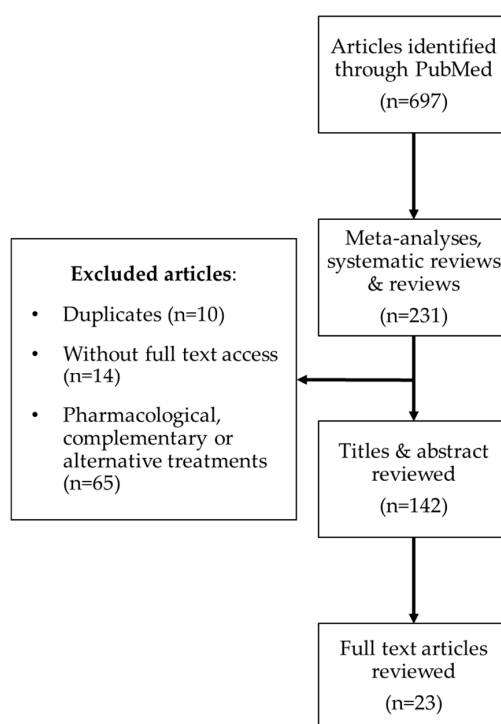 Articles identified
through PubMed
(n=697)
Meta-analyses,
systematic reviews
& reviews
(n=231)
Excluded articles:
• Duplicates (n=10)
• Without full text access
(n=14)
• Pharmacological,
complementary or
alternative treatments
(n=65)
Titles & abstract
reviewed
(n=142)
Full text articles
reviewed
(n=23)